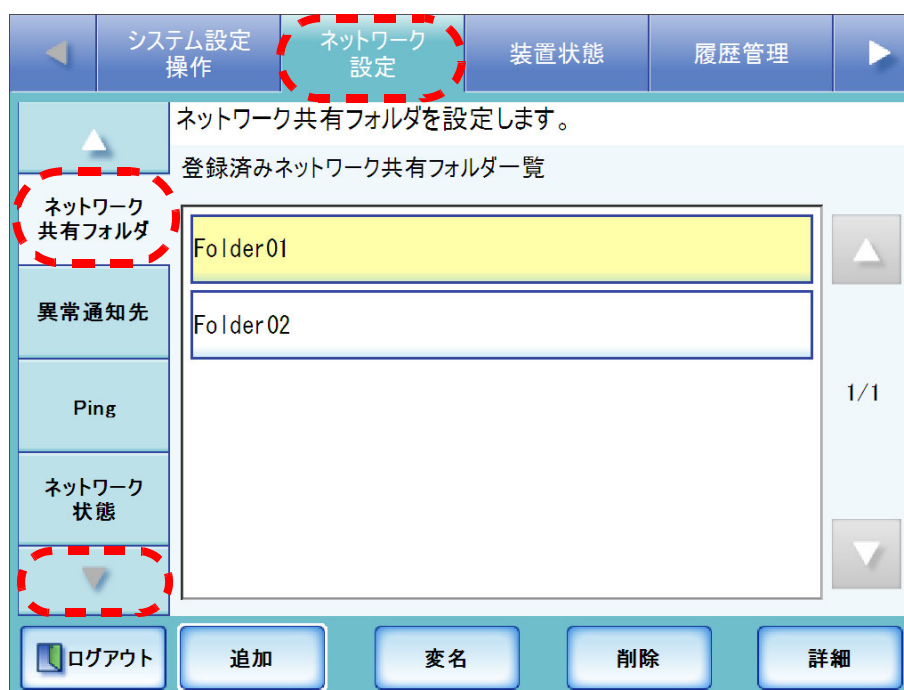 システム設定
操作
ネットワーク
設定
装置状態
履歴管理
ネットワーク共有フォルダを設定します。
登録済みネットワーク共有フォルダ一覧
ネットワーク
共有フォルダ
異常通知先
Ping
ネットワーク
状態
Folder01
Folder02
1/1
ログアウト
追加
変名
削除
詳細